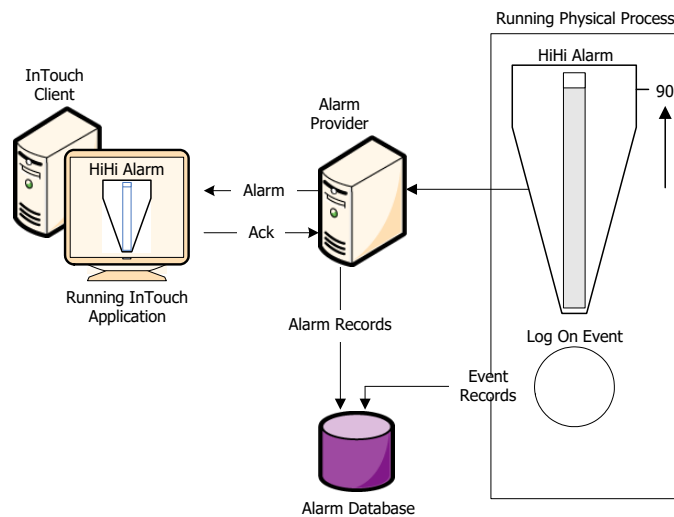 Running Physical Process
InTouch
Client
HiHi Alarm
Alarm
Provider
90
HiHi Alarm
Alarm
Ack
Running InTouch
Application
Alarm Records
Log On Event
Event
Records
Alarm Database